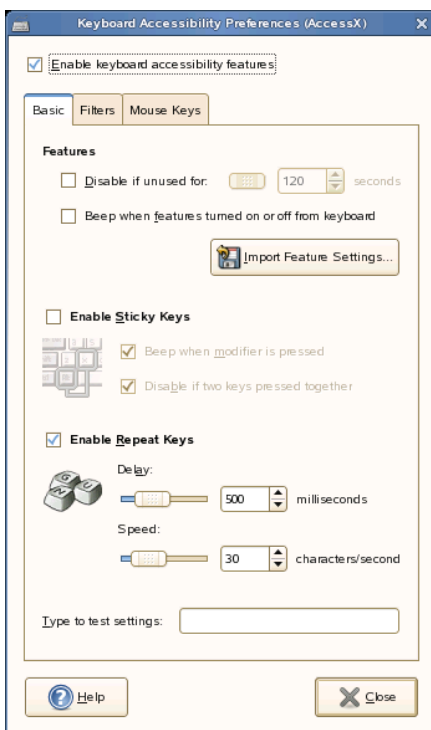 Keyboard Accessibility Preferences (AccessX)
Enable keyboard accessibility features
Basic Filters Mouse Keys
Features
Disable if unused for: 120 seconds
Beep when features turned on or off from keyboard
Import Feature Settings...
Enable Sticky Keys
Beep when modifier is pressed
Disable if two keys pressed together
Enable Repeat Keys
G U
N
Delay:
500 milliseconds
Speed:
30 characters/second
Type to test settings:
Help Close